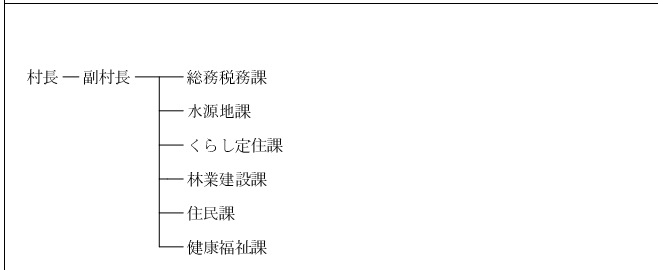 村長 ― 副村長 ― 総務税務課
水源地課
くらし定住課
林業建設課
住民課
健康福祉課